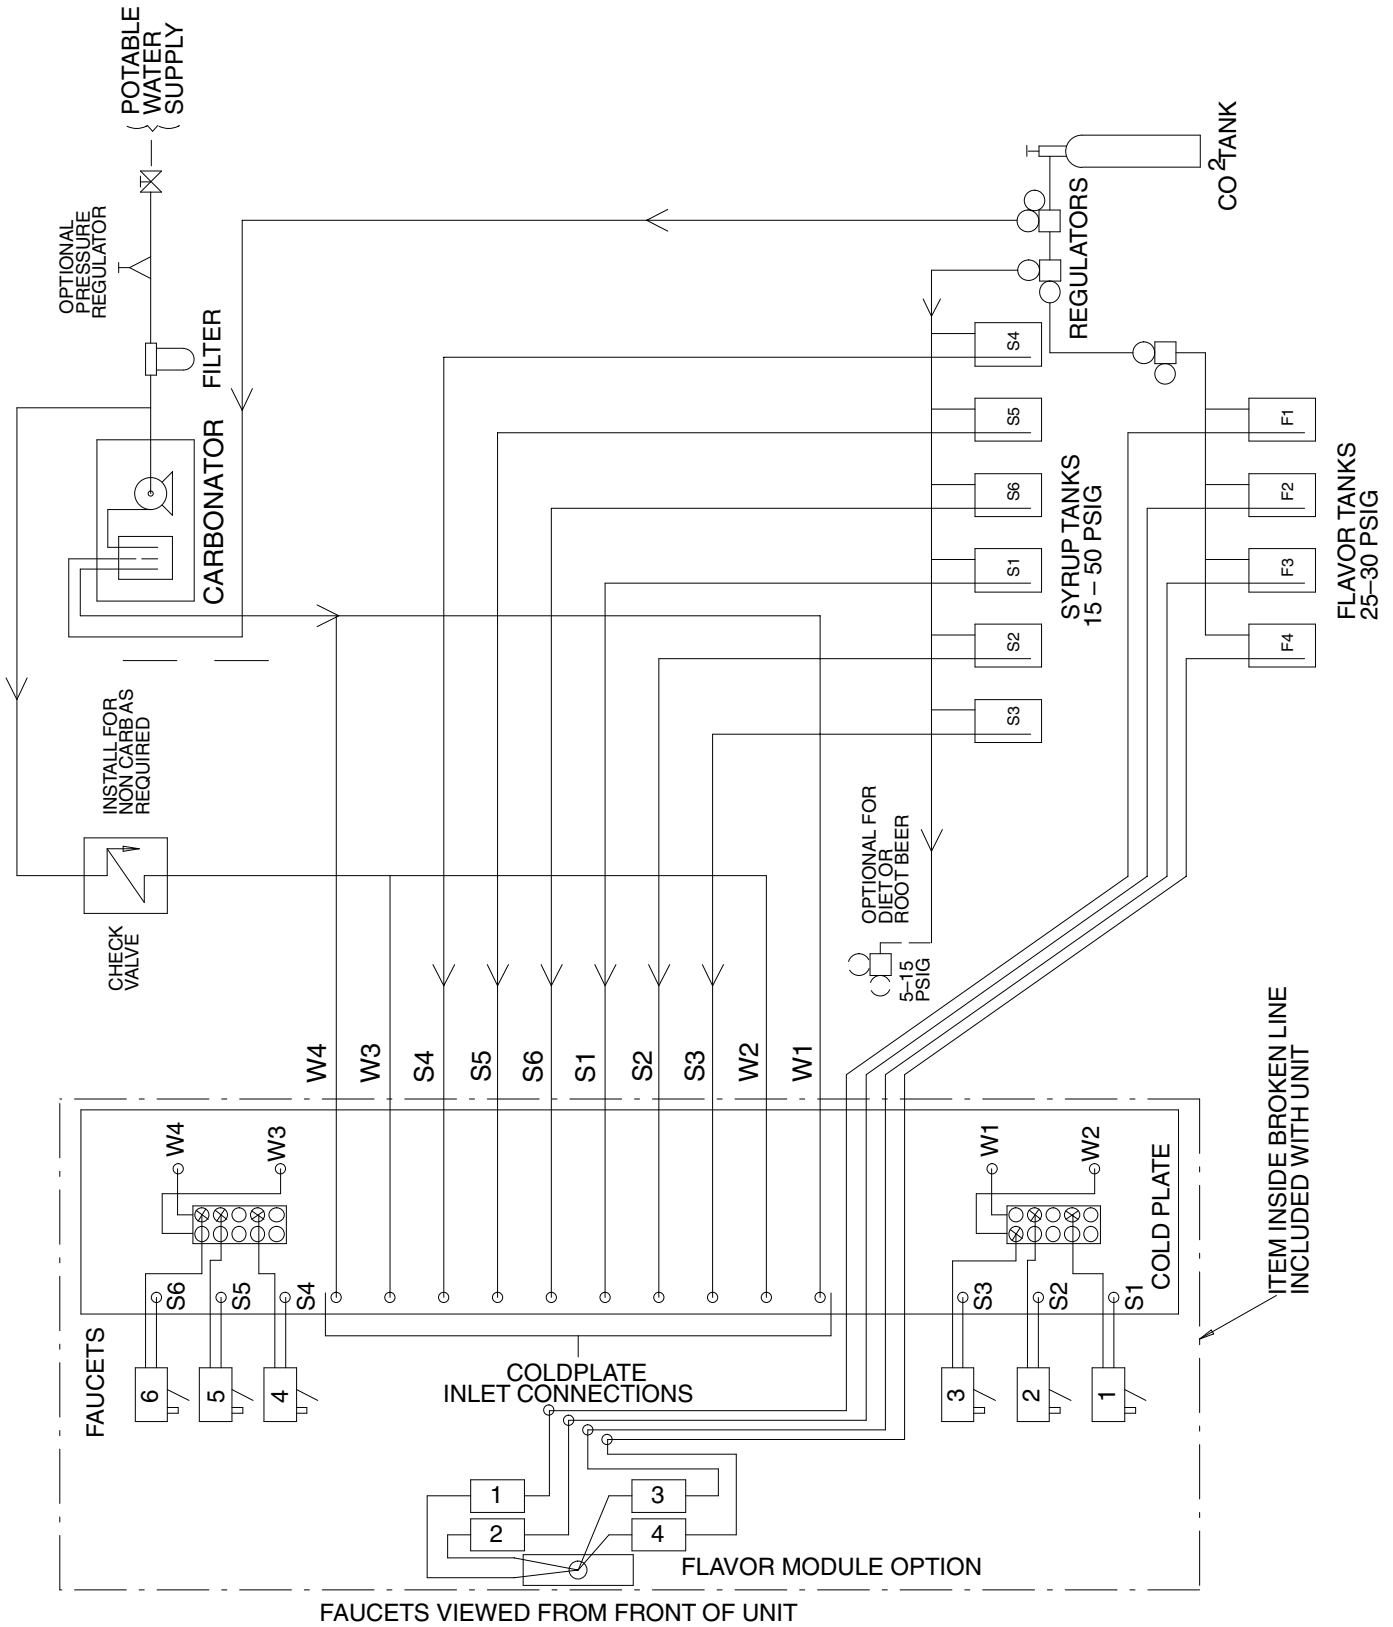 POTABLE
WATER
SUPPLY
OPTIONAL
PRESSURE
REGULATOR
FILTER
CARBONATOR
INSTALL FOR
NON CARB AS
REQUIRED
CHECK
VALVE
CO2 TANK
REGULATORS
S4
S5
S6
S1
S2
S3
SYRUP TANKS
15 – 50 PSIG
F1
F2
F3
F4
FLAVOR TANKS
25–30 PSIG
OPTIONAL FOR
DIET OR
ROOT BEER
5–15
PSIG
W4
W3
S4
S5
S6
S1
S2
S3
W2
W1
W4
W3
S6
S5
S4
W1
W2
S3
S2
S1
COLD PLATE
FAUCETS
6
5
4
3
2
1
COLDPLATE
INLET CONNECTIONS
1
2
3
4
FLAVOR MODULE OPTION
ITEM INSIDE BROKEN LINE
INCLUDED WITH UNIT
FAUCETS VIEWED FROM FRONT OF UNIT